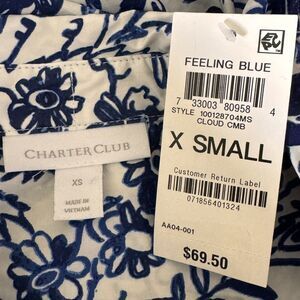 FEELING BLUE
7 33003 80958 4
STYLE 100128704MS
CLOUD CMB
X SMALL
Customer Return Label
071856401324
AA04-001
$69.50
CHARTER CLUB
XS
MADE IN
VIETNAM